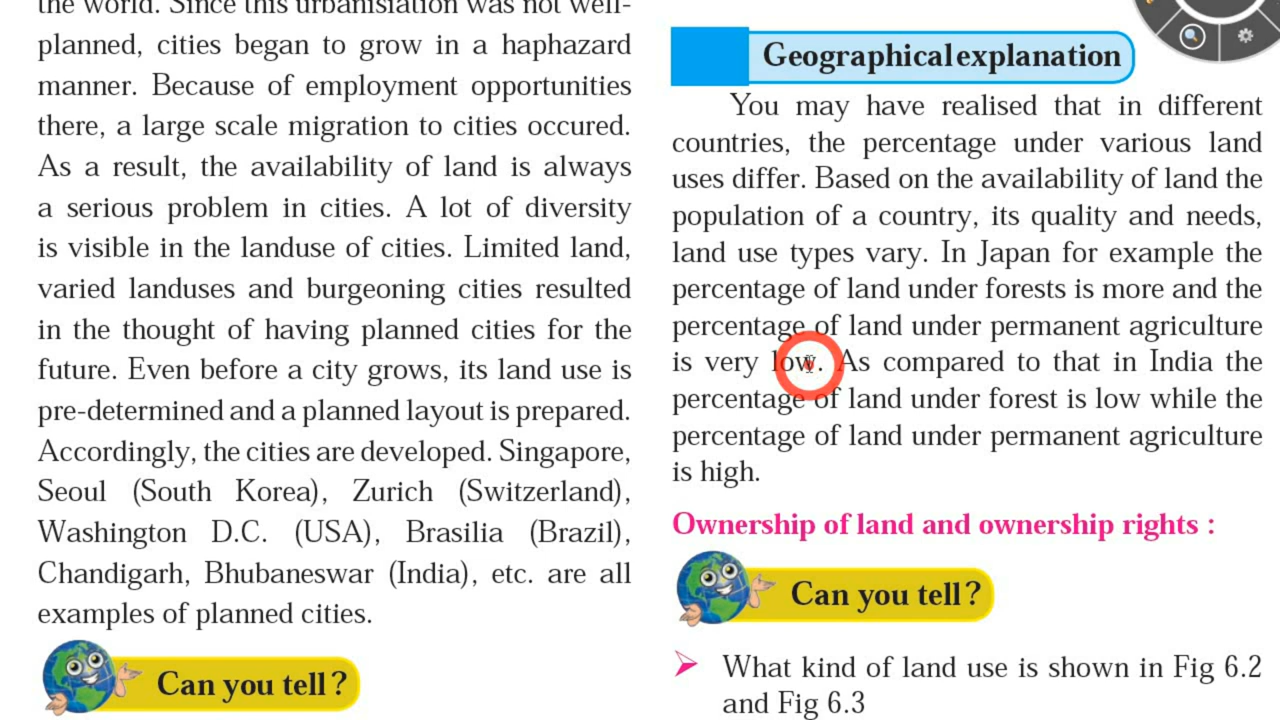 the world. Since this urbanisiation was not well-
planned, cities began to grow in a haphazard
manner. Because of employment opportunities
there, a large scale migration to cities occured.
As a result, the availability of land is always
a serious problem in cities. A lot of diversity
is visible in the landuse of cities. Limited land,
varied landuses and burgeoning cities resulted
in the thought of having planned cities for the
future. Even before a city grows, its land use is
pre-determined and a planned layout is prepared.
Accordingly, the cities are developed. Singapore,
Seoul (South Korea), Zurich (Switzerland),
Washington D.C. (USA), Brasilia (Brazil),
Chandigarh, Bhubaneswar (India), etc. are all
examples of planned cities.
Can you tell ?
Geographical explanation
You may have realised that in different
countries, the percentage under various land
uses differ. Based on the availability of land the
population of a country, its quality and needs,
land use types vary. In Japan for example the
percentage of land under forests is more and the
percentage of land under permanent agriculture
is very low. As compared to that in India the
percentage of land under forest is low while the
percentage of land under permanent agriculture
is high.
Ownership of land and ownership rights :
Can you tell ?
What kind of land use is shown in Fig 6.2
and Fig 6.3